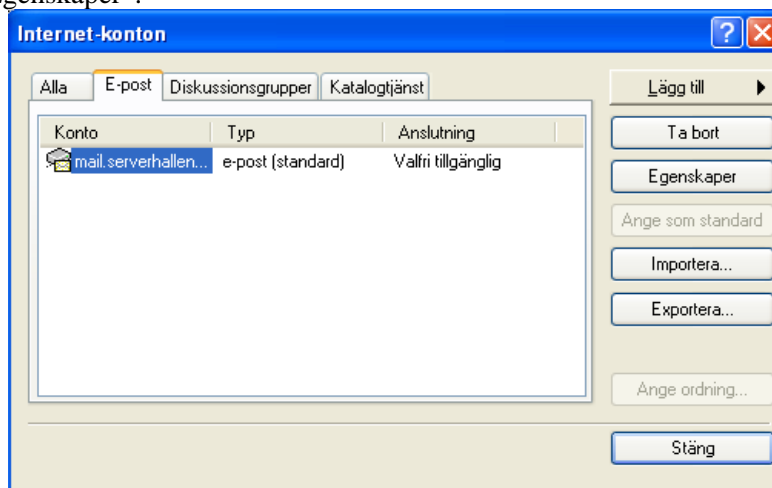 genskaper".
Internet-konton
Alla E-post Diskussionsgrupper Katalogtjänst
Konto Typ Anslutning
mail.serverhallen... e-post (standard) Valfri tillgänglig
Lägg till
Ta bort
Egenskaper
Ange som standard
Importera...
Exportera...
Ange ordning...
Stäng